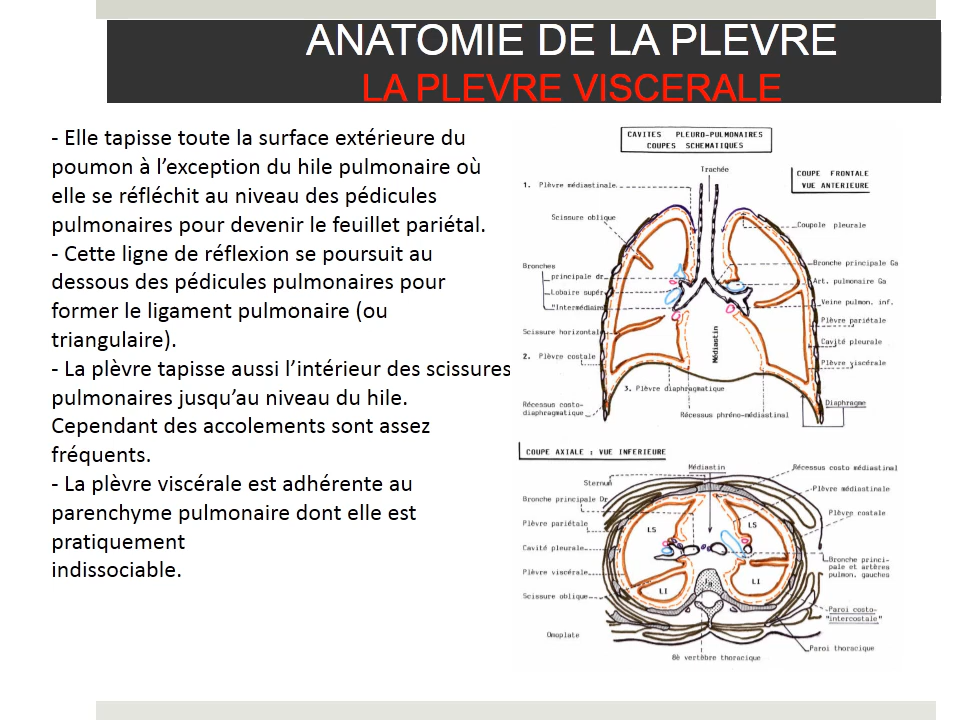 ANATOMIE DE LA PLEVRE
LA PLEVRE VISCERALE
- Elle tapisse toute la surface extérieure du
poumon à l’exception du hile pulmonaire où
elle se réfléchit au niveau des pédicules
pulmonaires pour devenir le feuillet pariétal.
- Cette ligne de réflexion se poursuit au
dessous des pédicules pulmonaires pour
former le ligament pulmonaire (ou
triangulaire).
- La plèvre tapisse aussi l’intérieur des scissures
pulmonaires jusqu’au niveau du hile.
Cependant des accolements sont assez
fréquents.
- La plèvre viscérale est adhérente au
parenchyme pulmonaire dont elle est
pratiquement
indissociable.
CAVITES PLEURO-PULMONAIRES
COUPES SCHEMATIQUES
COUPE FRONTALE
VUE ANTERIEURE
Trachée
1. Plèvre médiastinale
Scissure oblique
Bronches
principale dr
Lobaire supér
"Intermédiaire
Scissure horizontale
2. Plèvre costale
3. Plèvre diaphragmatique
Récessus costo-
diaphragmatique
Récessus phréno-médiastinal
Médiastin
Coupole pleurale
Bronche principale Ga
Art. pulmonaire Ga
Veine pulmon. inf.
Plèvre pariétale
Cavité pleurale
Plèvre viscérale
Diaphragme
COUPE AXIALE : VUE INFERIEURE
Médiastin
Sternum
Bronche principale Dr
Plèvre pariétale
Cavité pleurale
Plèvre viscérale
Scissure oblique
Omoplate
8è vertèbre thoracique
Récessus costo médiastinal
Plèvre médiastinale
Plèvre costale
Bronche princi-
pale et artères
pulmon. gauches
Paroi costo-
"intercostale"
Paroi thoracique
LS
LS
LI
LI